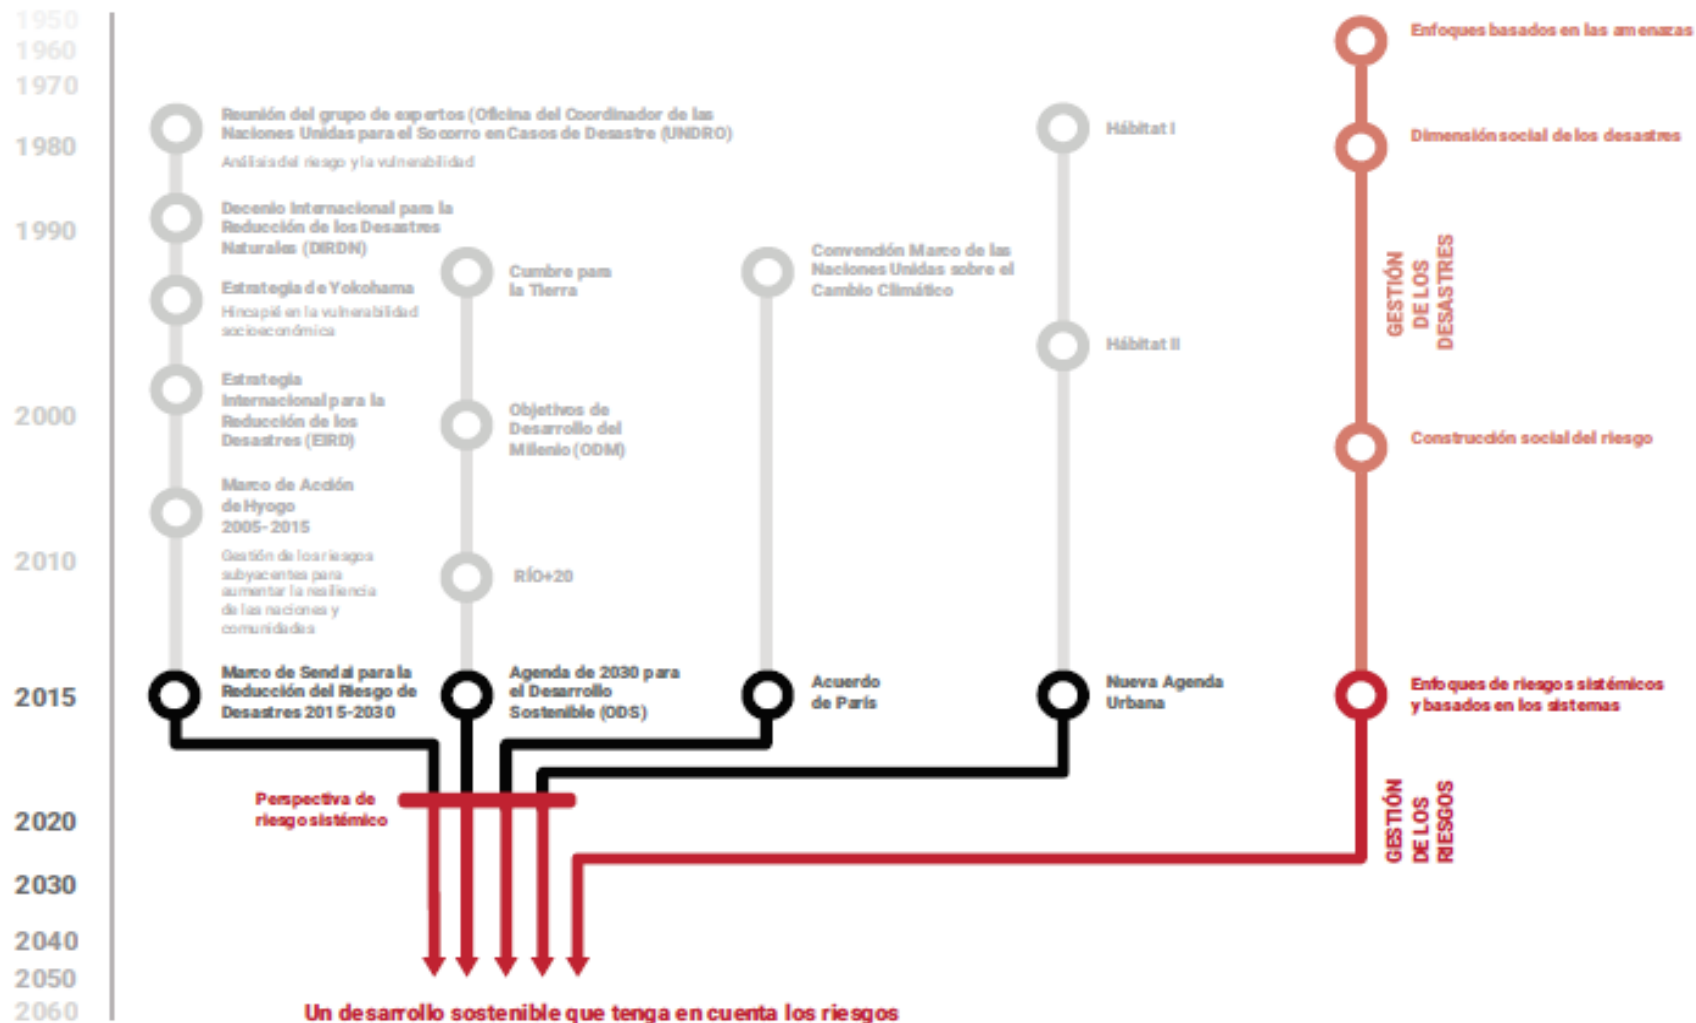 1950
1960
1970
1980
1990
2000
2010
2015
2020
2030
2040
2050
2060
Reunión del grupo de expertos (Oficina del Coordinador de las
Naciones Unidas para el Socorro en Casos de Desastre (UNDRO)
Análisis del riesgo y la vulnerabilidad
Decenio Internacional para la
Reducción de los Desastres
Naturales (DIRDN)
Estrategia de Yokohama
Hincapié en la vulnerabilidad
socioeconómica
Estrategia
Internacional para la
Reducción de los
Desastres (EIRD)
Marco de Acción
de Hyogo
2005-2015
Gestión de los riesgos
subyacentes para
aumentar la resiliencia
de las naciones y
comunidades
Marco de Sendai para la
Reducción del Riesgo de
Desastres 2015-2030
Cumbre para
la Tierra
Objetivos de
Desarrollo del
Milenio (ODM)
RÍO+20
Agenda de 2030 para
el Desarrollo
Sostenible (ODS)
Convención Marco de las
Naciones Unidas sobre el
Cambio Climático
Acuerdo
de París
Hábitat I
Hábitat II
Nueva Agenda
Urbana
Enfoques basados en las amenazas
Dimensión social de los desastres
GESTIÓN
DE LOS
DESASTRES
Construcción social del riesgo
Enfoques de riesgos sistémicos
y basados en los sistemas
GESTIÓN
DE LOS
RIESGOS
Perspectiva de
riesgo sistémico
Un desarrollo sostenible que tenga en cuenta los riesgos